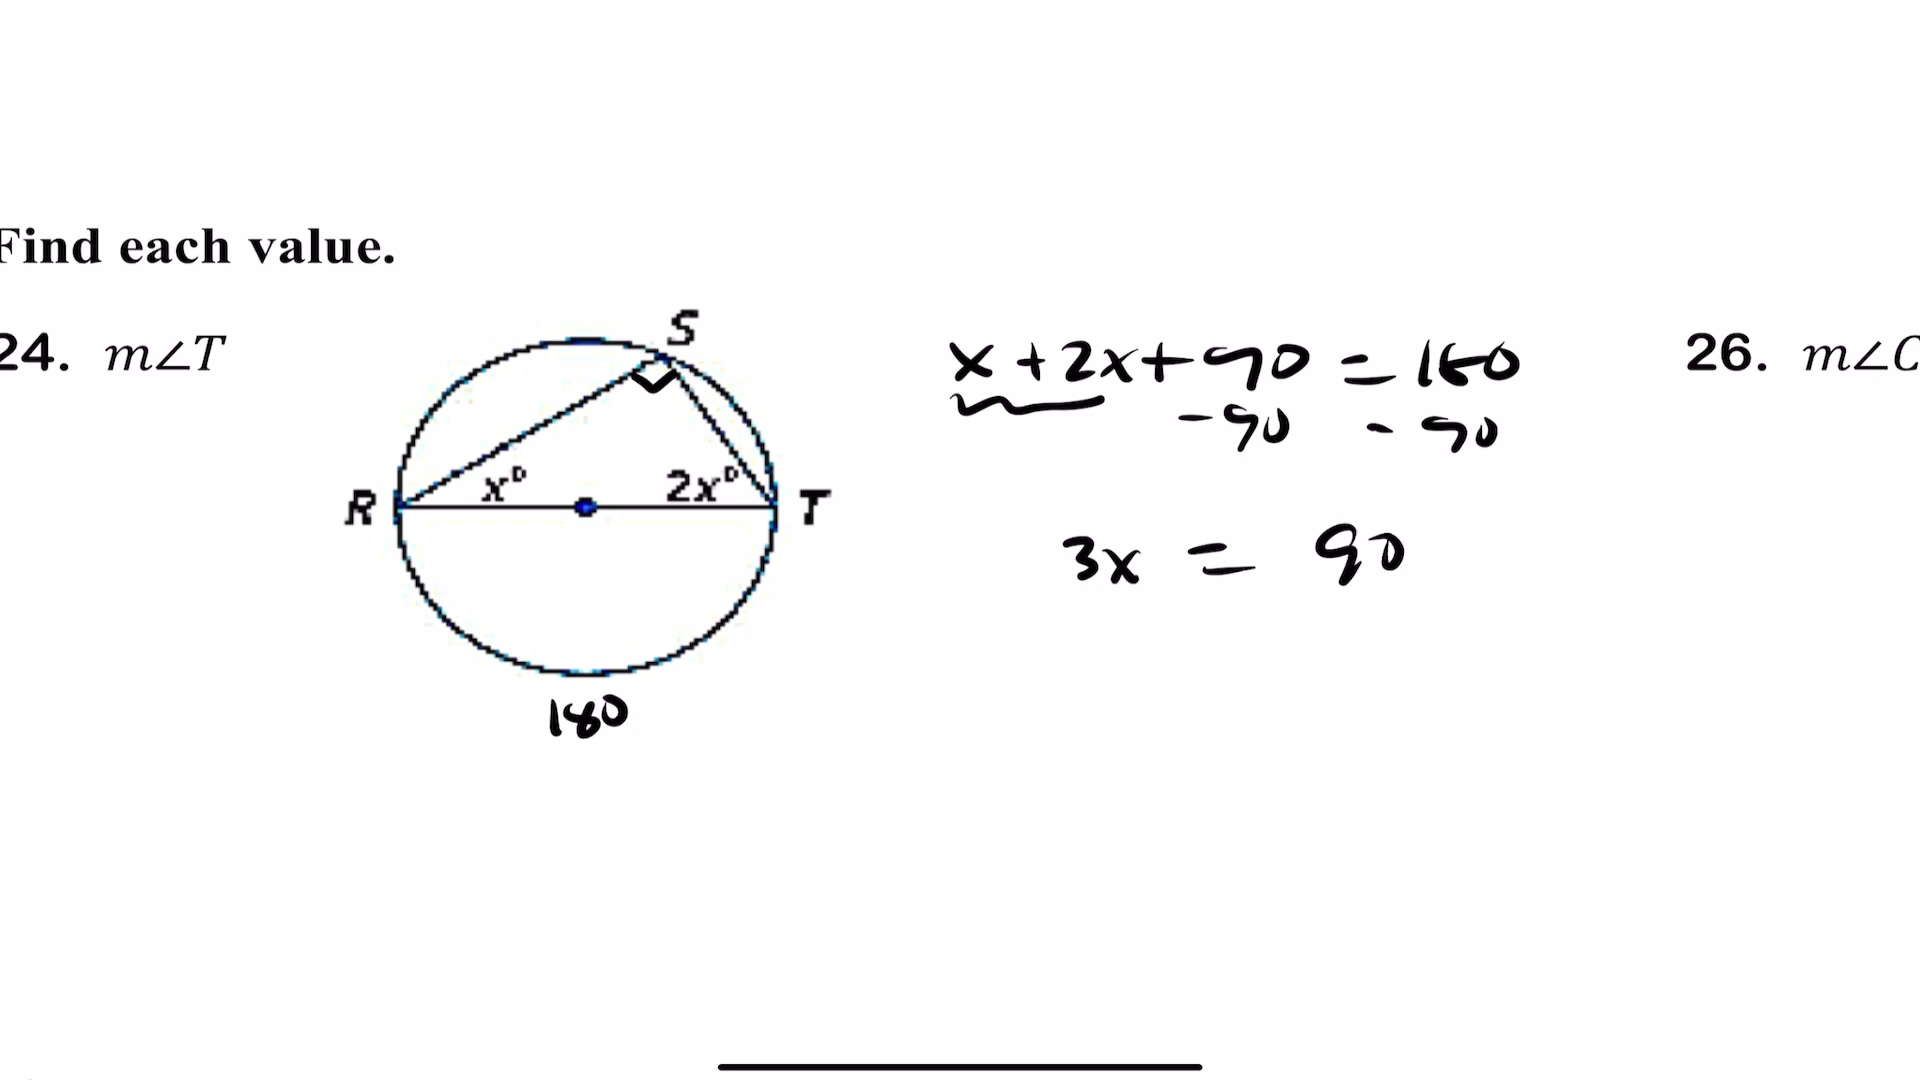 Find each value.
24. m∠T
S
x + 2x + 90 = 180
26. m∠C
-90 -90
x°
2x°
R
T
3x = 90
180